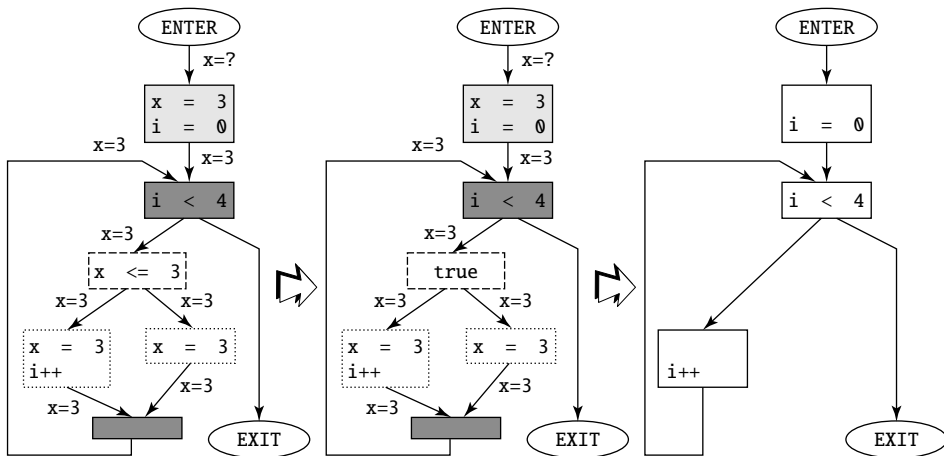 ENTER
x=?
x = 3
i = 0
x=3
x=3
i < 4
x=3
x <= 3
x=3
x=3
x = 3
i++
x = 3
x=3
x=3
EXIT
ENTER
x=?
x = 3
i = 0
x=3
x=3
i < 4
x=3
true
x=3
x=3
x = 3
i++
x = 3
x=3
x=3
EXIT
ENTER
i = 0
i < 4
i++
EXIT